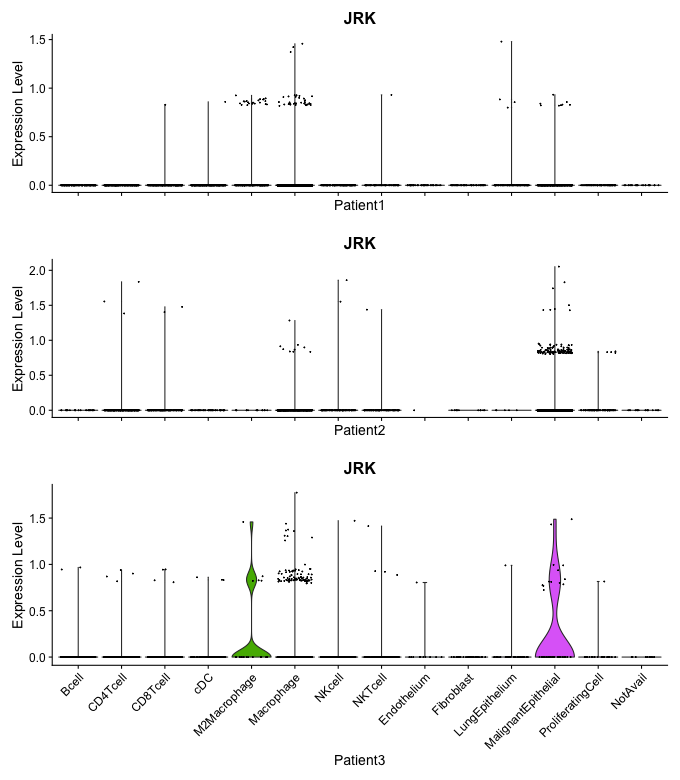 JRK
Expression Level
1.5
1.0
0.5
0.0
Patient1
JRK
Expression Level
2.0
1.5
1.0
0.5
0.0
Patient2
JRK
Expression Level
1.5
1.0
0.5
0.0
Bcell
CD4Tcell
CD8Tcell
cDC
M2Macrophage
Macrophage
NKcell
NKTcell
Endothelium
Fibroblast
LungEpithelium
MalignantEpithelial
ProliferatingCell
NotAvail
Patient3